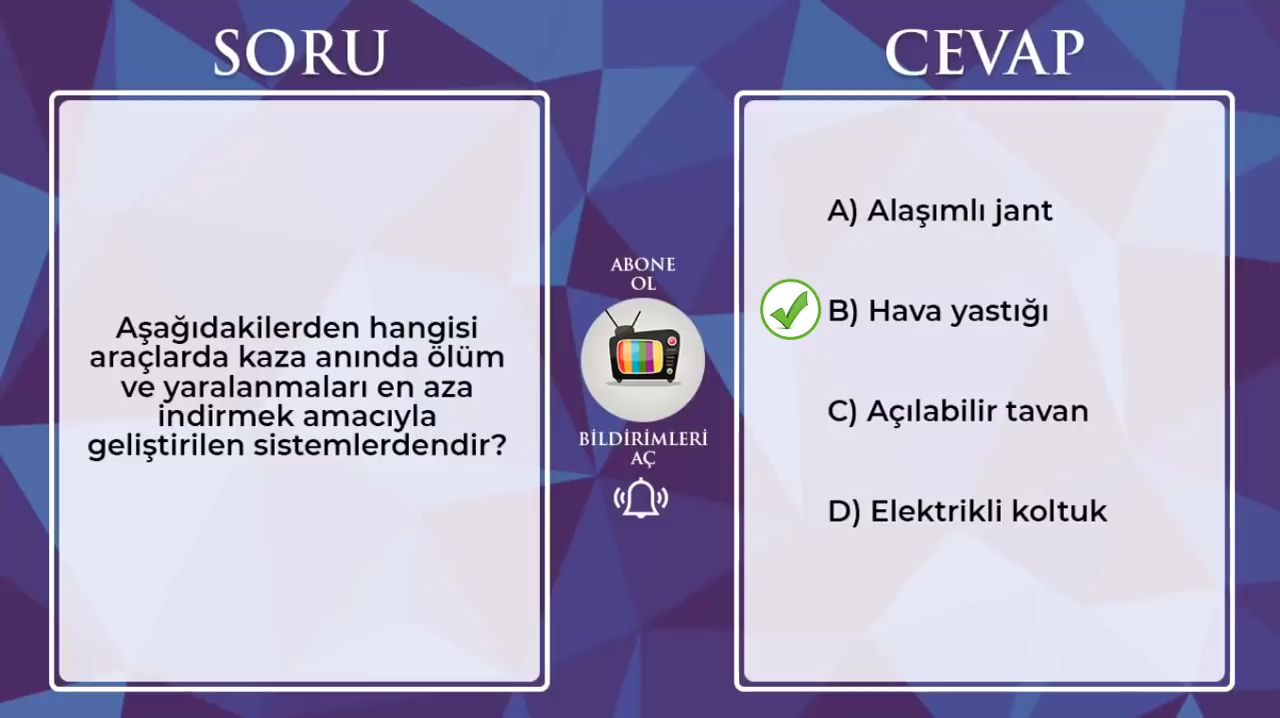 SORU
Aşağıdakilerden hangisi
araçlarda kaza anında ölüm
ve yaralanmaları en aza
indirmek amacıyla
geliştirilen sistemlerdendir?
ABONE
OL
BİLDİRİMLERİ
AÇ
CEVAP
A) Alaşımlı jant
B) Hava yastığı
C) Açılabilir tavan
D) Elektrikli koltuk